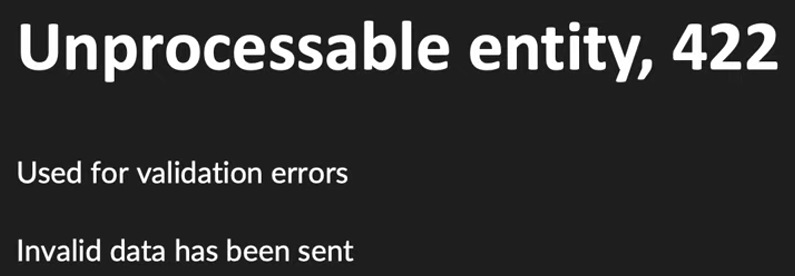 Unprocessable entity, 422
Used for validation errors
Invalid data has been sent